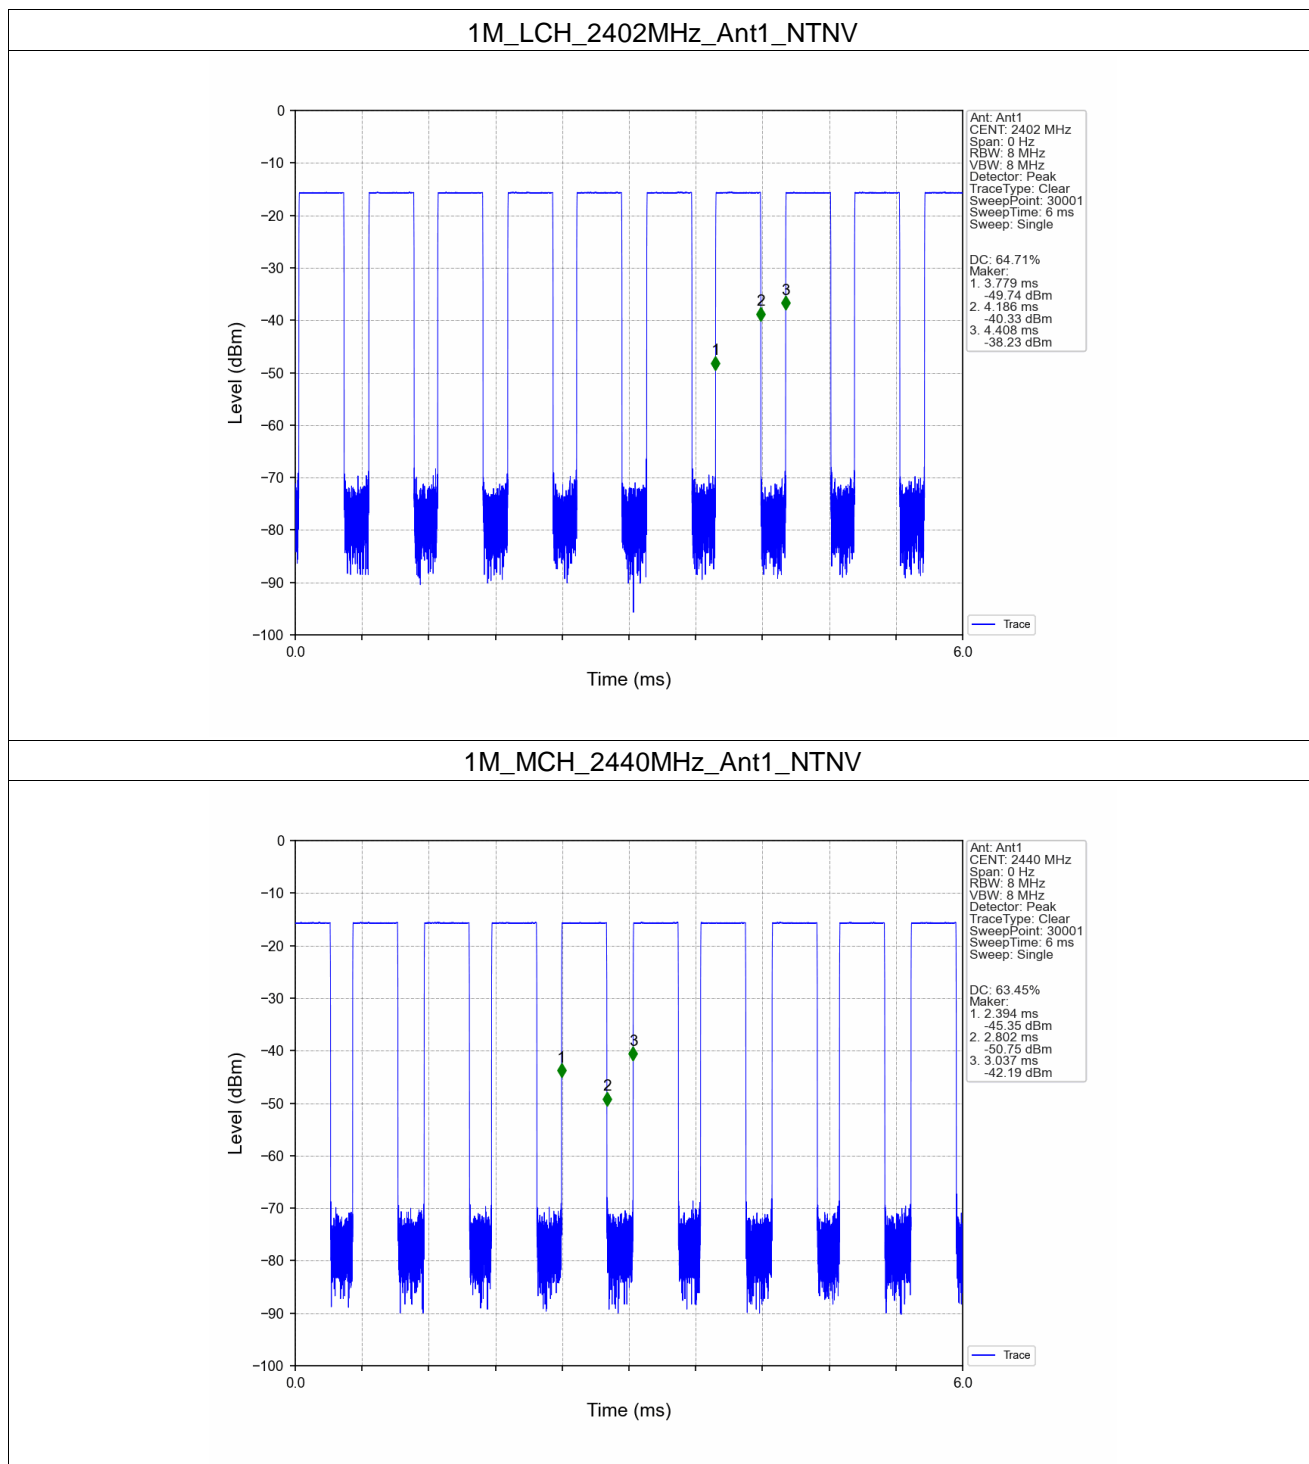 1M_LCH_2402MHz_Ant1_NTNV
0
−10
−20
−30
−40
−50
−60
−70
−80
−90
−100
Level (dBm)
0.0
6.0
Time (ms)
1
2
3
Ant: Ant1
CENT: 2402 MHz
Span: 0 Hz
RBW: 8 MHz
VBW: 8 MHz
Detector: Peak
TraceType: Clear
SweepPoint: 30001
SweepTime: 6 ms
Sweep: Single
DC: 64.71%
Maker:
1. 3.779 ms
-49.74 dBm
2. 4.186 ms
-40.33 dBm
3. 4.408 ms
-38.23 dBm
Trace
1M_MCH_2440MHz_Ant1_NTNV
0
−10
−20
−30
−40
−50
−60
−70
−80
−90
−100
Level (dBm)
0.0
6.0
Time (ms)
1
2
3
Ant: Ant1
CENT: 2440 MHz
Span: 0 Hz
RBW: 8 MHz
VBW: 8 MHz
Detector: Peak
TraceType: Clear
SweepPoint: 30001
SweepTime: 6 ms
Sweep: Single
DC: 63.45%
Maker:
1. 2.394 ms
-45.35 dBm
2. 2.802 ms
-50.75 dBm
3. 3.037 ms
-42.19 dBm
Trace